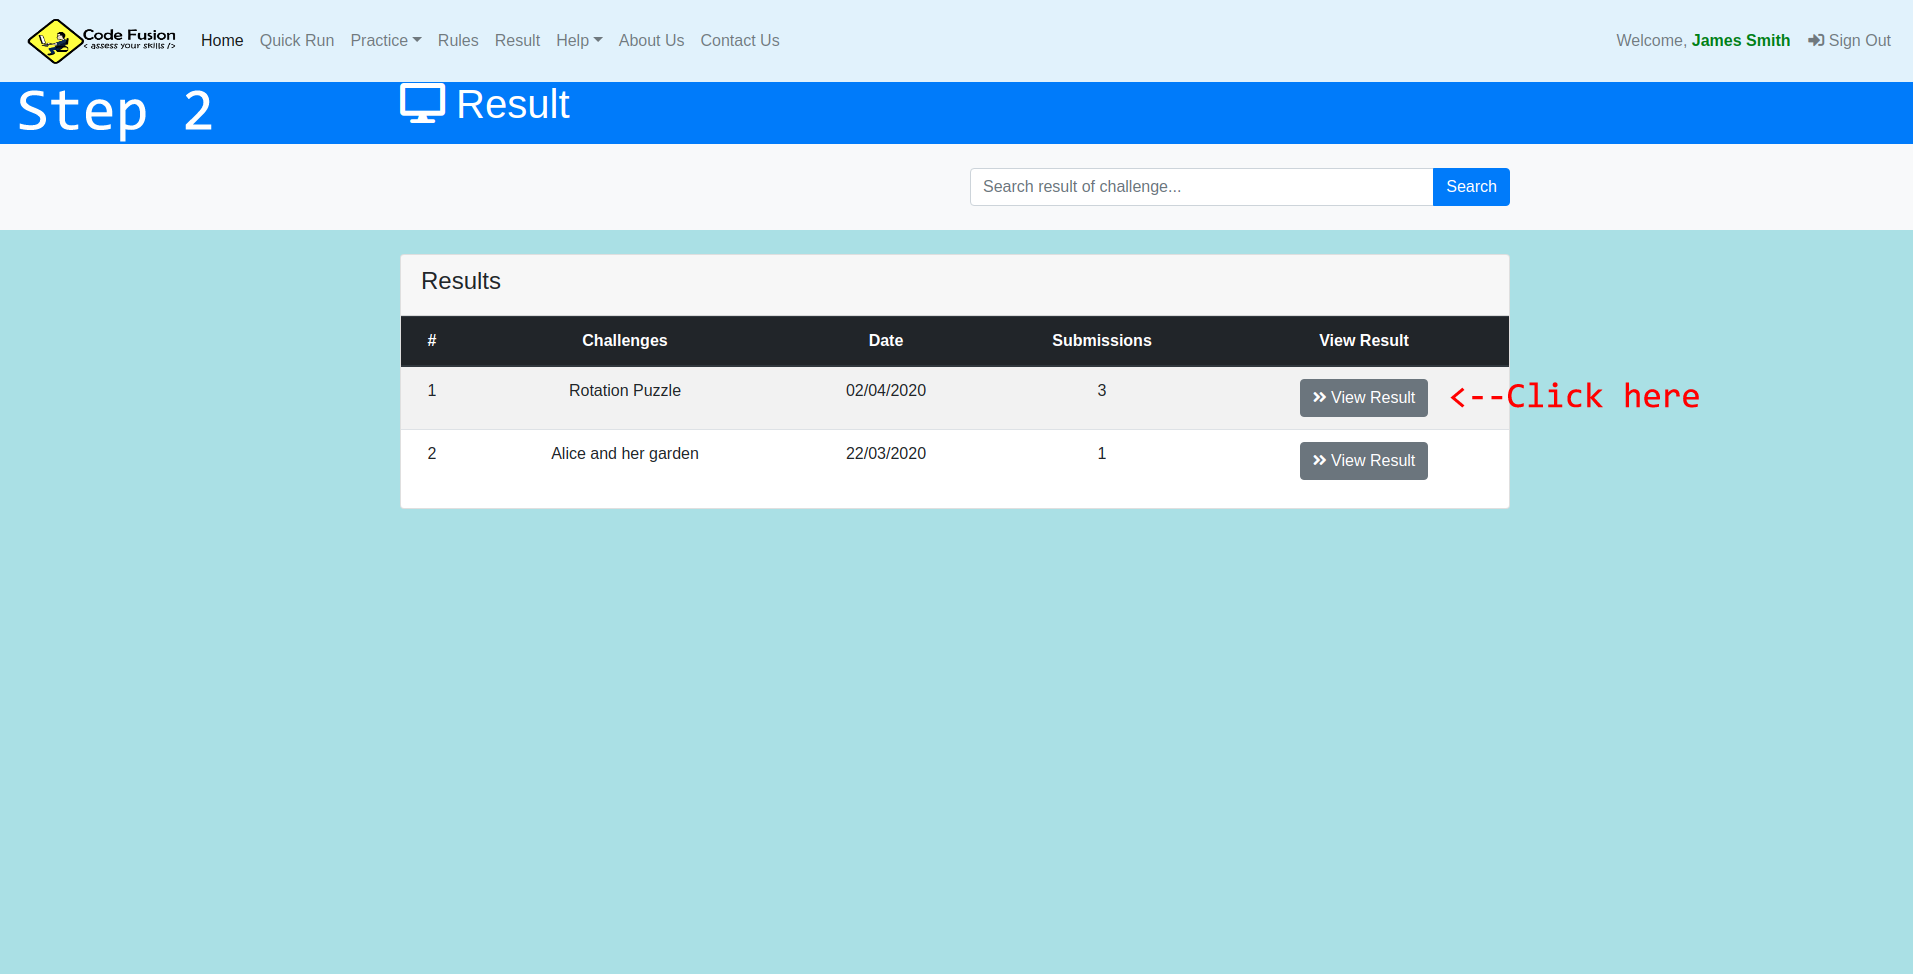 Code Fusion
< assess your skills />
Home Quick Run Practice Rules Result Help About Us Contact Us Welcome, James Smith Sign Out
Step 2 Result
Search result of challenge... Search
Results
# Challenges Date Submissions View Result
1 Rotation Puzzle 02/04/2020 3 View Result <--Click here
2 Alice and her garden 22/03/2020 1 View Result